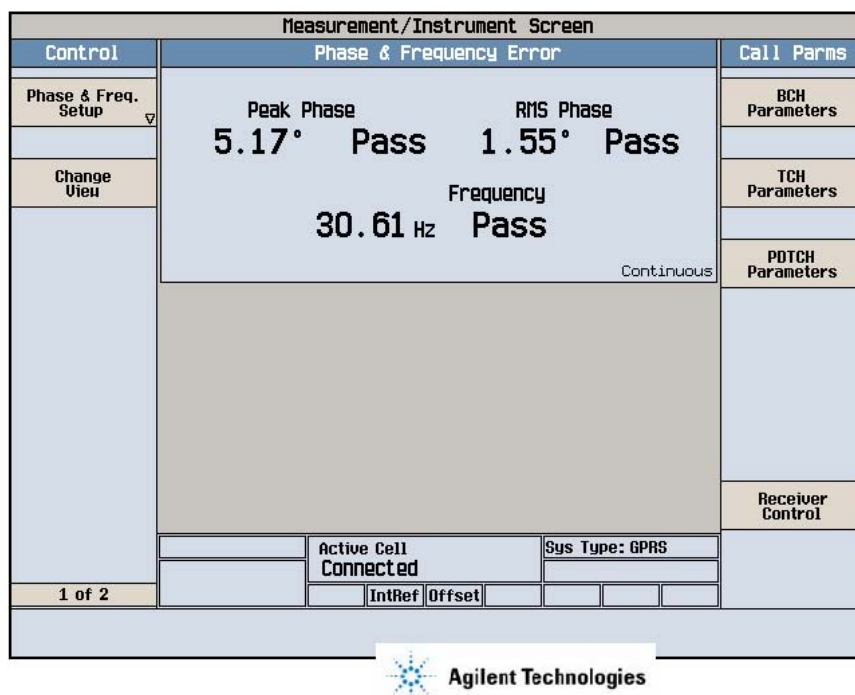 Measurement/Instrument Screen
Control
Phase & Frequency Error
Call Parms
Phase & Freq.
Setup
Change
View
Peak Phase
RMS Phase
5.17° Pass
1.55° Pass
Frequency
30.61 Hz Pass
Continuous
BCH
Parameters
TCH
Parameters
PDTCH
Parameters
Receiver
Control
Active Cell
Connected
Sys Type: GPRS
IntRef
Offset
1 of 2
Agilent Technologies